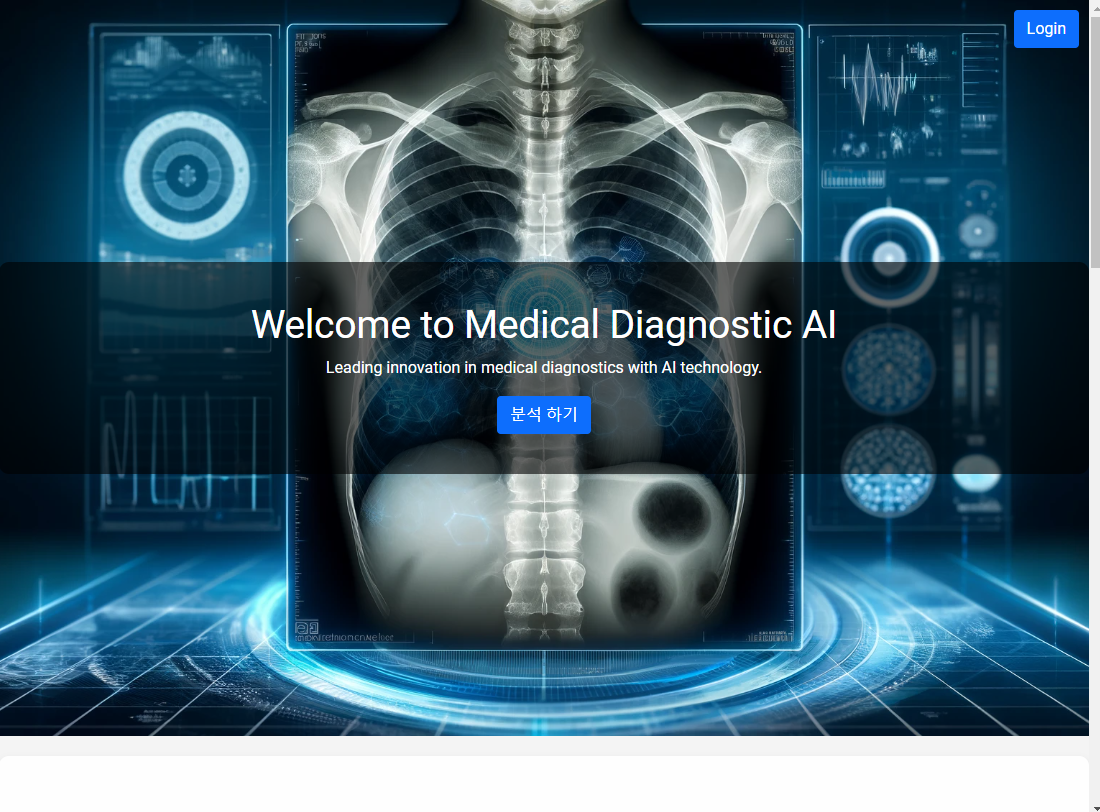 Login
Welcome to Medical Diagnostic AI
Leading innovation in medical diagnostics with AI technology.
분석 하기